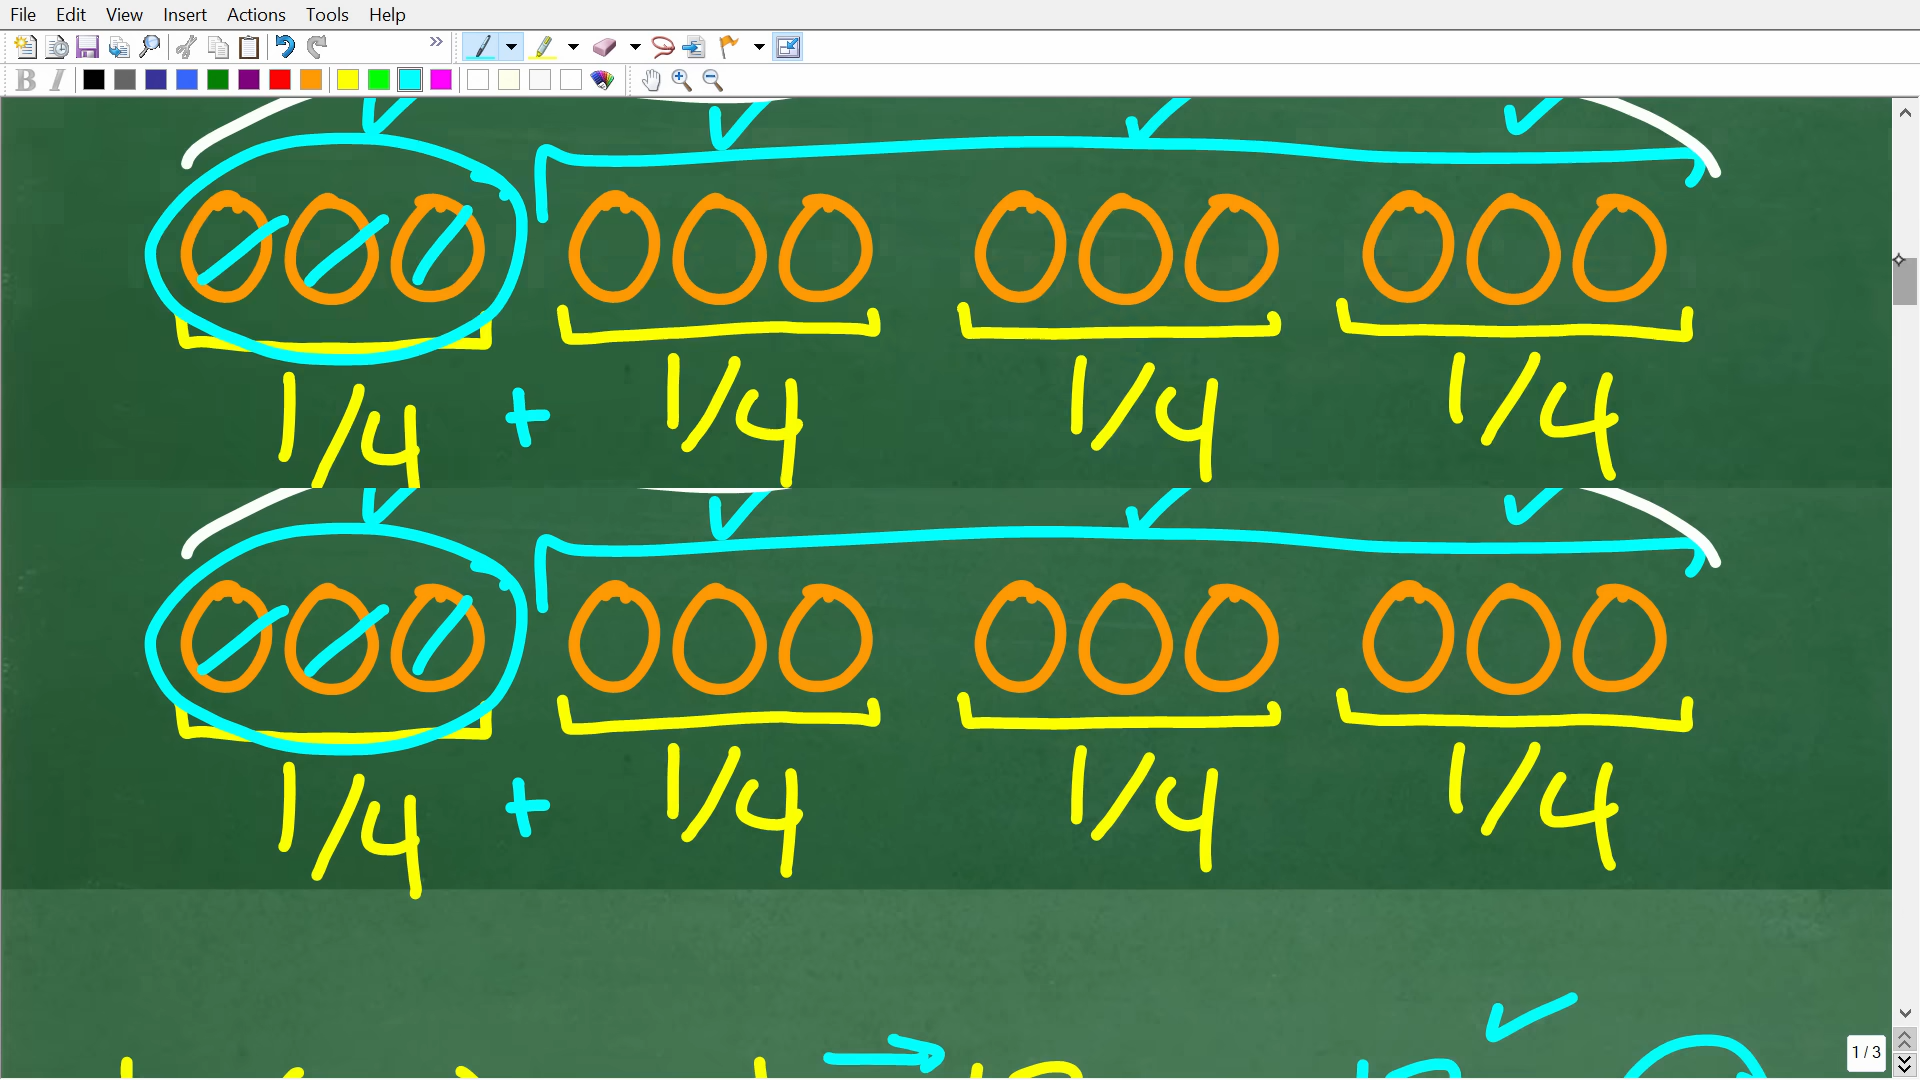 File Edit View Insert Actions Tools Help
B I
1/4 + 1/4 1/4 1/4
1/4 + 1/4 1/4 1/4
1 / 3